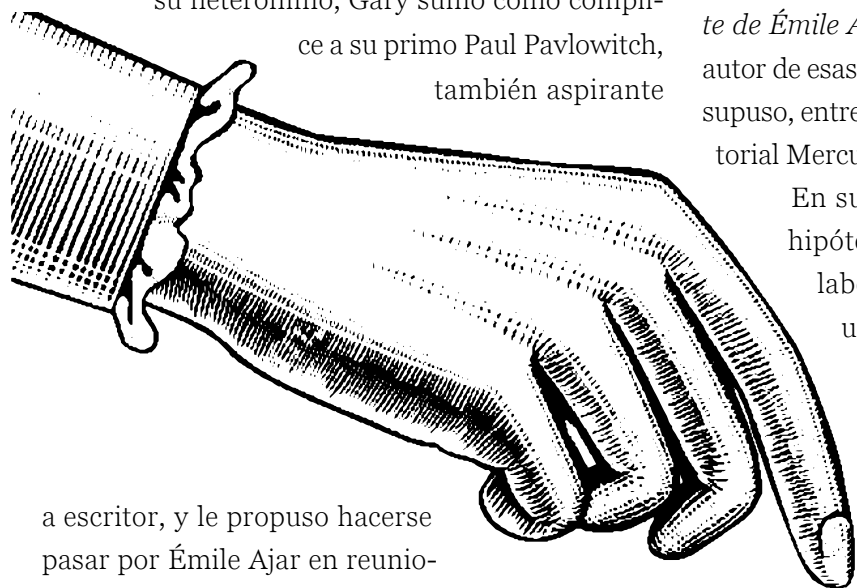 su heterónimo, Gary sumó como cómpli-
ce a su primo Paul Pavlowitch,
también aspirante
a escritor, y le propuso hacerse
pasar por Émile Ajar en reunio-
te de Émile A
autor de esas
supuso, entre
torial Mercu
En su
hipóte
labo
u